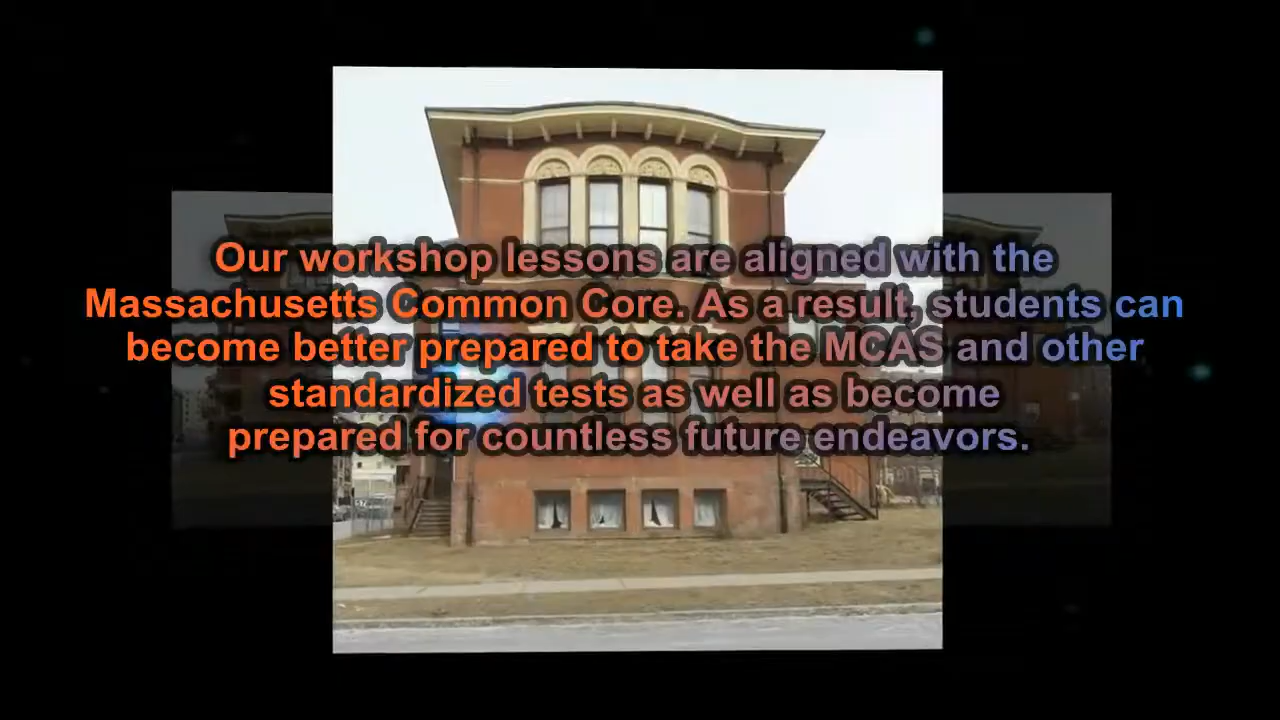 Our workshop lessons are aligned with the
Massachusetts Common Core. As a result, students can
become better prepared to take the MCAS and other
standardized tests as well as become
prepared for countless future endeavors.